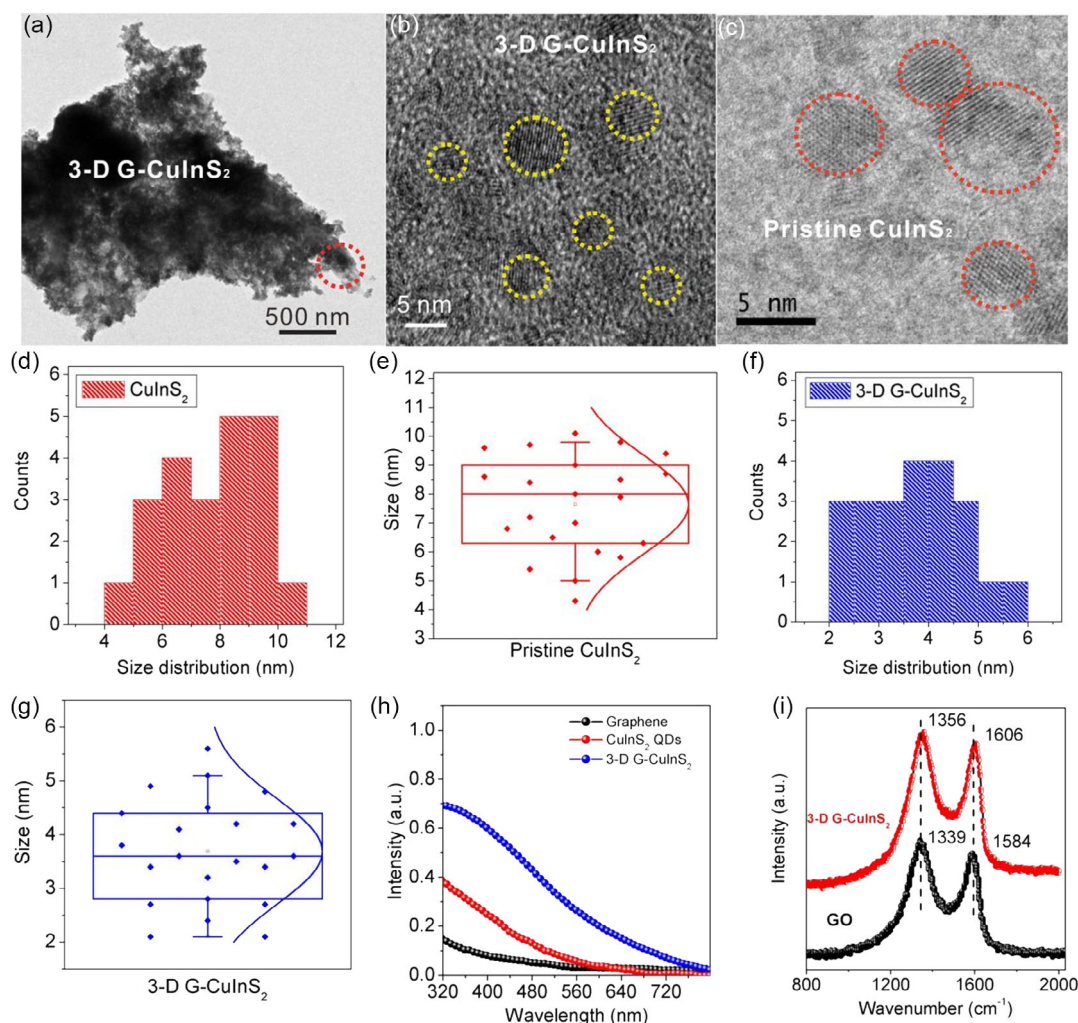 (a)
3-D G-CuInS₂
500 nm
(b)
3-D G-CuInS₂
5 nm
(c)
Pristine CuInS₂
5 nm
(d)
6
5
4
3
2
1
0
Counts
CuInS₂
4 6 8 10 12
Size distribution (nm)
(e)
12
11
10
9
8
7
6
5
4
3
Size (nm)
Pristine CuInS₂
(f)
6
5
4
3
2
1
0
Counts
3-D G-CuInS₂
2 3 4 5 6
Size distribution (nm)
(g)
6
5
4
3
2
Size (nm)
3-D G-CuInS₂
(h)
1.0
0.8
0.6
0.4
0.2
0.0
Intensity (a.u.)
Graphene
CuInS₂ QDs
3-D G-CuInS₂
320 400 480 560 640 720
Wavelength (nm)
(i)
Intensity (a.u.)
1356
1606
3-D G-CuInS₂
1339
1584
GO
800 1200 1600 2000
Wavenumber (cm⁻¹)